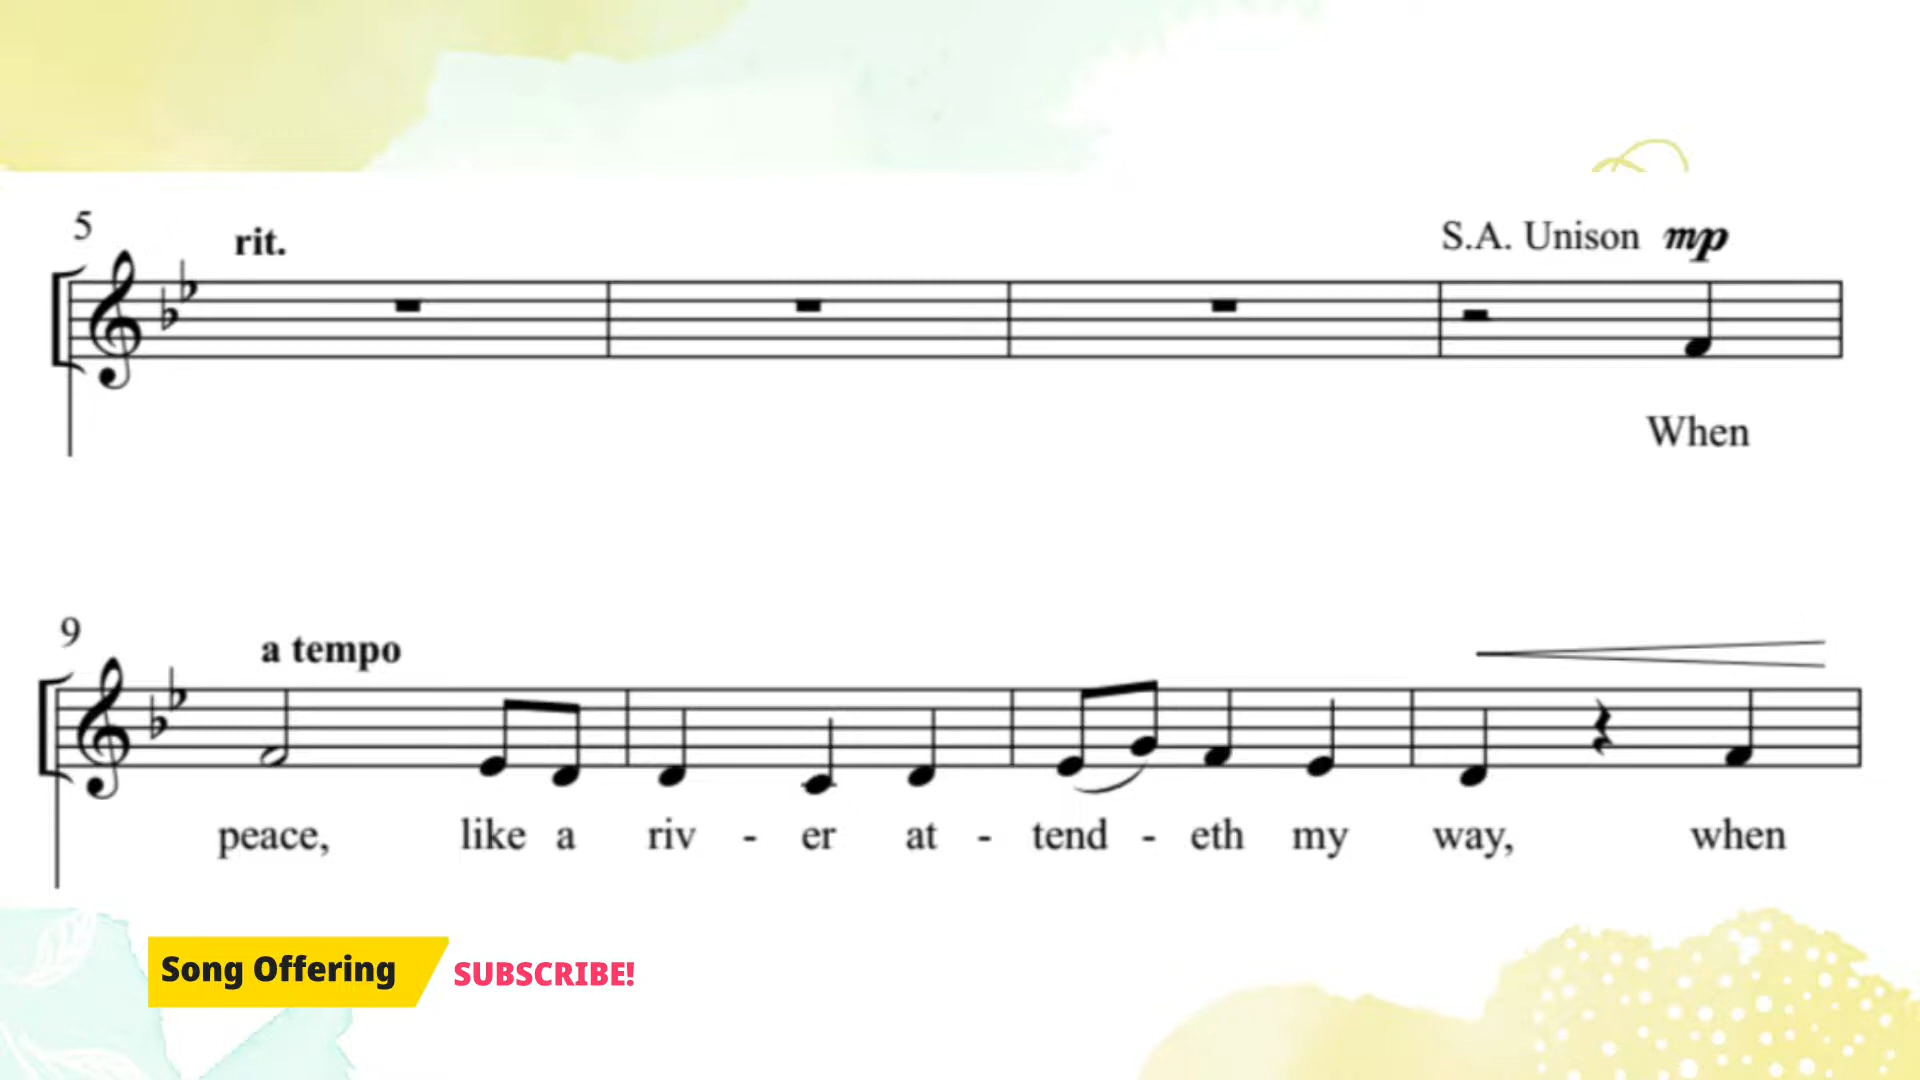 5
rit.
S.A. Unison mp
When
9
a tempo
peace, like a riv - er at - tend - eth my way, when
Song Offering
SUBSCRIBE!